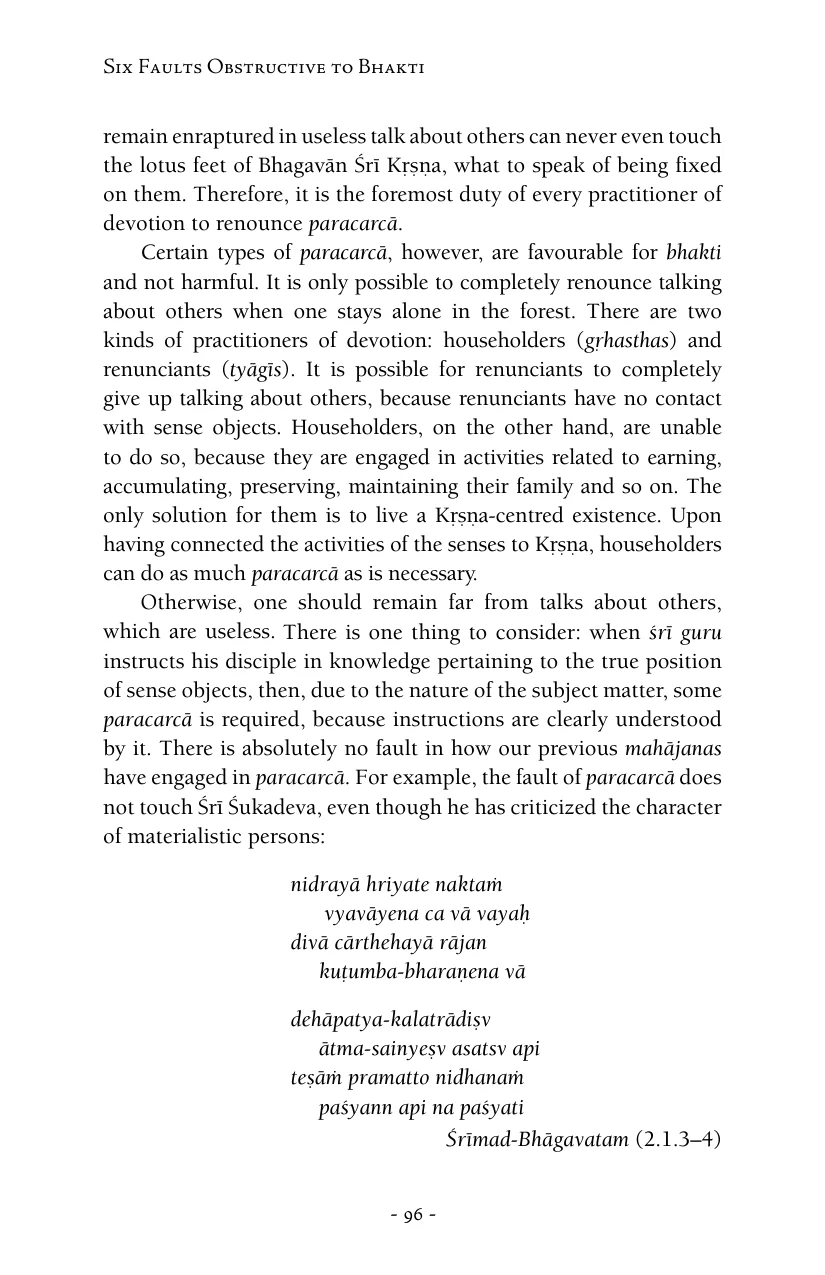 Six Faults Obstructive to Bhakti
remain enraptured in useless talk about others can never even touch
the lotus feet of Bhagavān Śrī Kṛṣṇa, what to speak of being fixed
on them. Therefore, it is the foremost duty of every practitioner of
devotion to renounce paracarcā.
Certain types of paracarcā, however, are favourable for bhakti
and not harmful. It is only possible to completely renounce talking
about others when one stays alone in the forest. There are two
kinds of practitioners of devotion: householders (gṛhasthas) and
renunciants (tyāgīs). It is possible for renunciants to completely
give up talking about others, because renunciants have no contact
with sense objects. Householders, on the other hand, are unable
to do so, because they are engaged in activities related to earning,
accumulating, preserving, maintaining their family and so on. The
only solution for them is to live a Kṛṣṇa-centred existence. Upon
having connected the activities of the senses to Kṛṣṇa, householders
can do as much paracarcā as is necessary.
Otherwise, one should remain far from talks about others,
which are useless. There is one thing to consider: when śrī guru
instructs his disciple in knowledge pertaining to the true position
of sense objects, then, due to the nature of the subject matter, some
paracarcā is required, because instructions are clearly understood
by it. There is absolutely no fault in how our previous mahājanas
have engaged in paracarcā. For example, the fault of paracarcā does
not touch Śrī Śukadeva, even though he has criticized the character
of materialistic persons:
nidrayā hriyate naktaṁ
vyavāyena ca vā vayaḥ
divā cārthehayā rājan
kuṭumba-bharaṇena vā
dehāpatya-kalatrādiṣv
ātma-sainyeṣv asatsv api
teṣāṁ pramatto nidhanaṁ
paśyann api na paśyati
Śrīmad-Bhāgavatam (2.1.3–4)
- 96 -